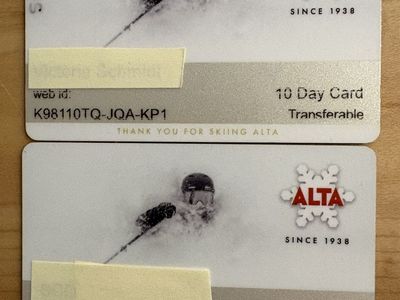 SINCE 1938
web id:
10 Day Card
K98110TQ-JQA-KP1
Transferable
THANK YOU FOR SKIING ALTA
ALTA
SINCE 1938